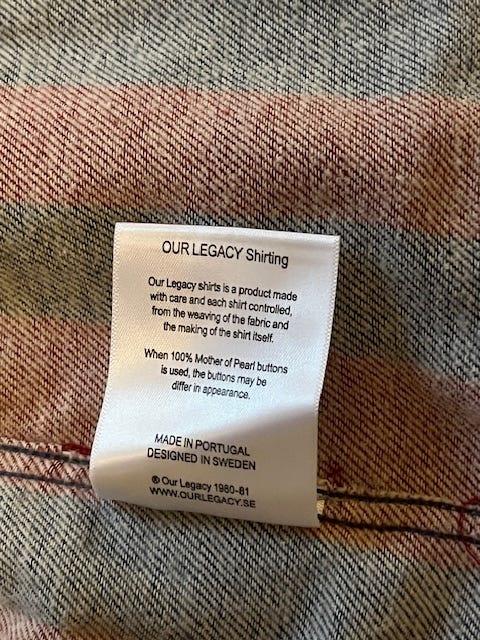 OUR LEGACY Shirting
Our Legacy shirts is a product made
with care and each shirt controlled,
from the weaving of the fabric and
the making of the shirt itself.
When 100% Mother of Pearl buttons
is used, the buttons may be
differ in appearance.
MADE IN PORTUGAL
DESIGNED IN SWEDEN
® Our Legacy 1980-81
WWW.OURLEGACY.SE